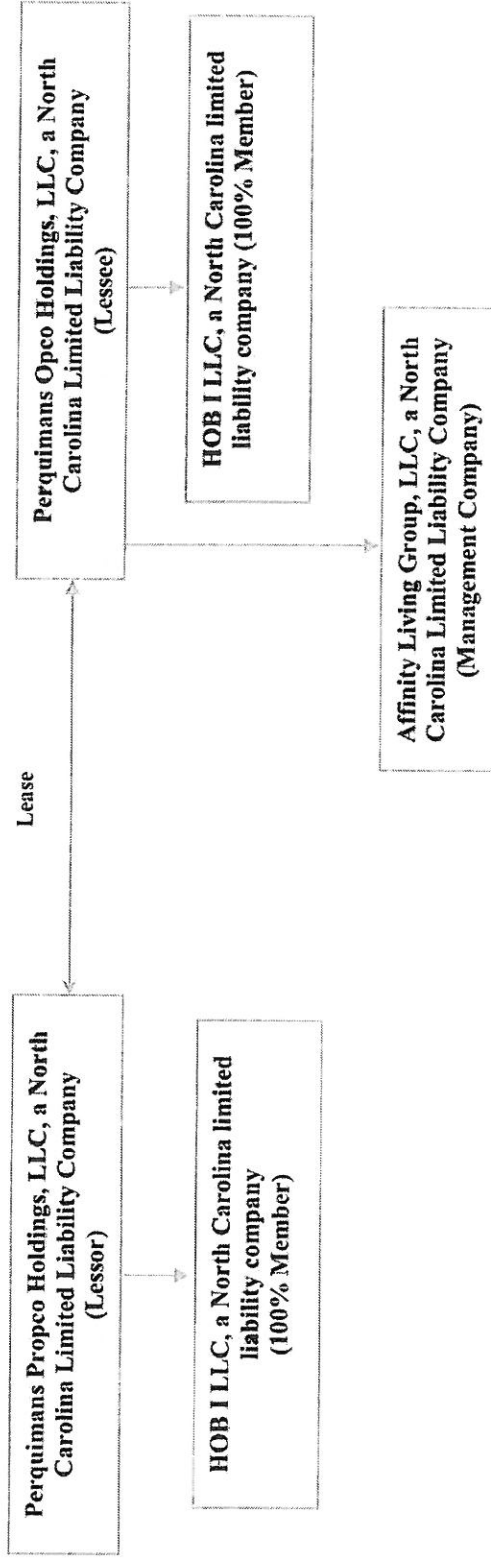 Perquimans Propco Holdings, LLC, a North
Carolina Limited Liability Company
(Lessor)
HOB I LLC, a North Carolina limited
liability company
(100% Member)
Lease
Perquimans Opco Holdings, LLC, a North
Carolina Limited Liability Company
(Lessee)
HOB I LLC, a North Carolina limited
liability company (100% Member)
Affinity Living Group, LLC, a North
Carolina Limited Liability Company
(Management Company)